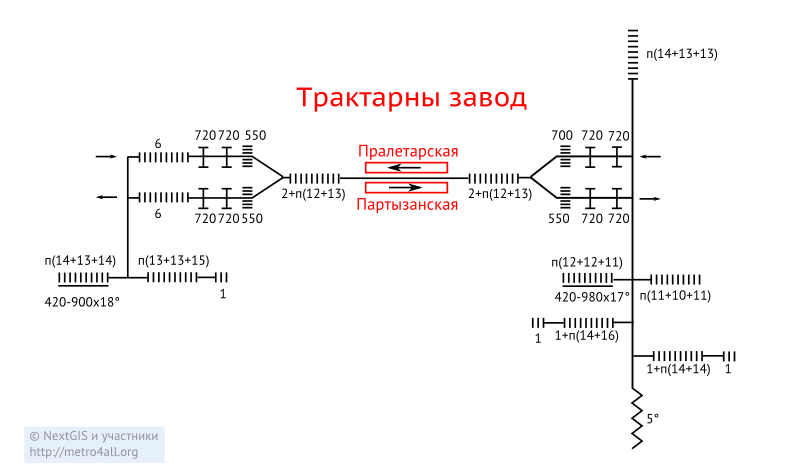 п(14+13+13)
Трактарны завод
6
720 720 550
700 720 720
Пралетарская
2+п(12+13)
2+п(12+13)
Партызанская
6
720 720 550
550 720 720
п(14+13+14)
п(13+13+15)
п(12+12+11)
420-900x18°
1
420-980x17°
п(11+10+11)
1
1+п(14+16)
1+п(14+14)
1
5°
© NextGIS и участники
http://metro4all.org